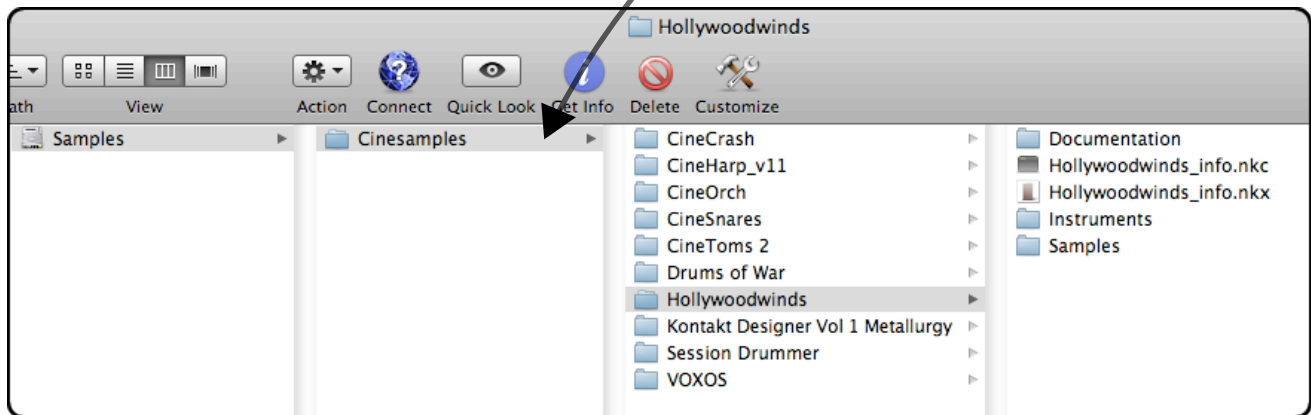 Hollywoodwinds
ath View Action Connect Quick Look Get Info Delete Customize
Samples
Cinesamples
CineCrash
CineHarp_v11
CineOrch
CineSnares
CineToms 2
Drums of War
Hollywoodwinds
Kontakt Designer Vol 1 Metallurgy
Session Drummer
VOXOS
Documentation
Hollywoodwinds_info.nkc
Hollywoodwinds_info.nkx
Instruments
Samples